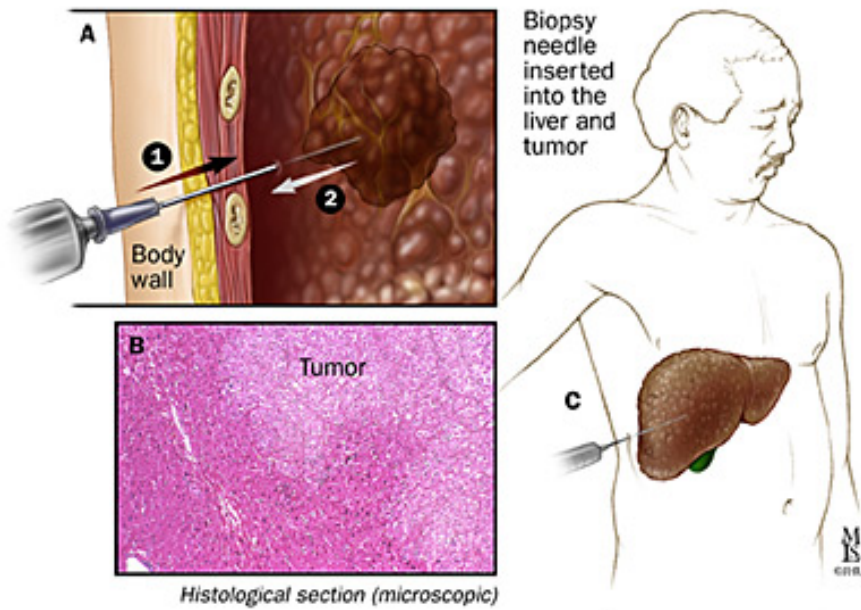 A
1
2
Body
wall
B
Tumor
Histological section (microscopic)
Biopsy
needle
inserted
into the
liver and
tumor
C